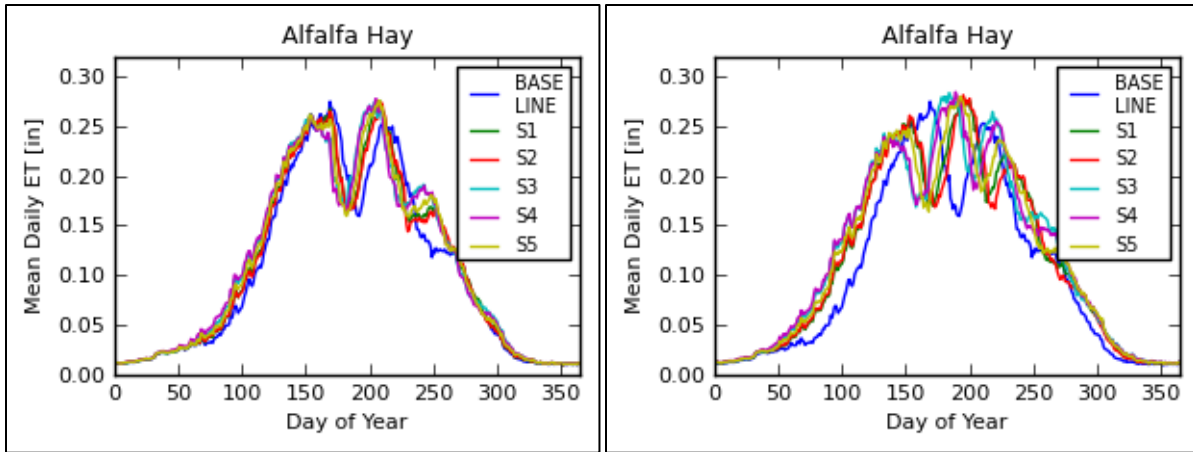 Alfalfa Hay
Mean Daily ET [in]
0.30
0.25
0.20
0.15
0.10
0.05
0.00
0 50 100 150 200 250 300 350
Day of Year
BASE
LINE
S1
S2
S3
S4
S5
Alfalfa Hay
Mean Daily ET [in]
0.30
0.25
0.20
0.15
0.10
0.05
0.00
0 50 100 150 200 250 300 350
Day of Year
BASE
LINE
S1
S2
S3
S4
S5